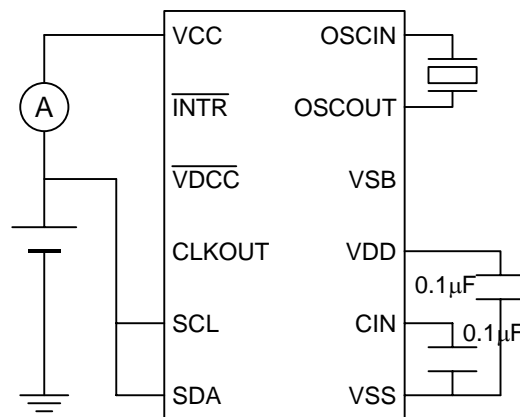 VCC
OSCIN
A
INTR
OSCOUT
VDCC
VSB
CLKOUT
VDD
0.1μF
SCL
CIN
0.1μF
SDA
VSS